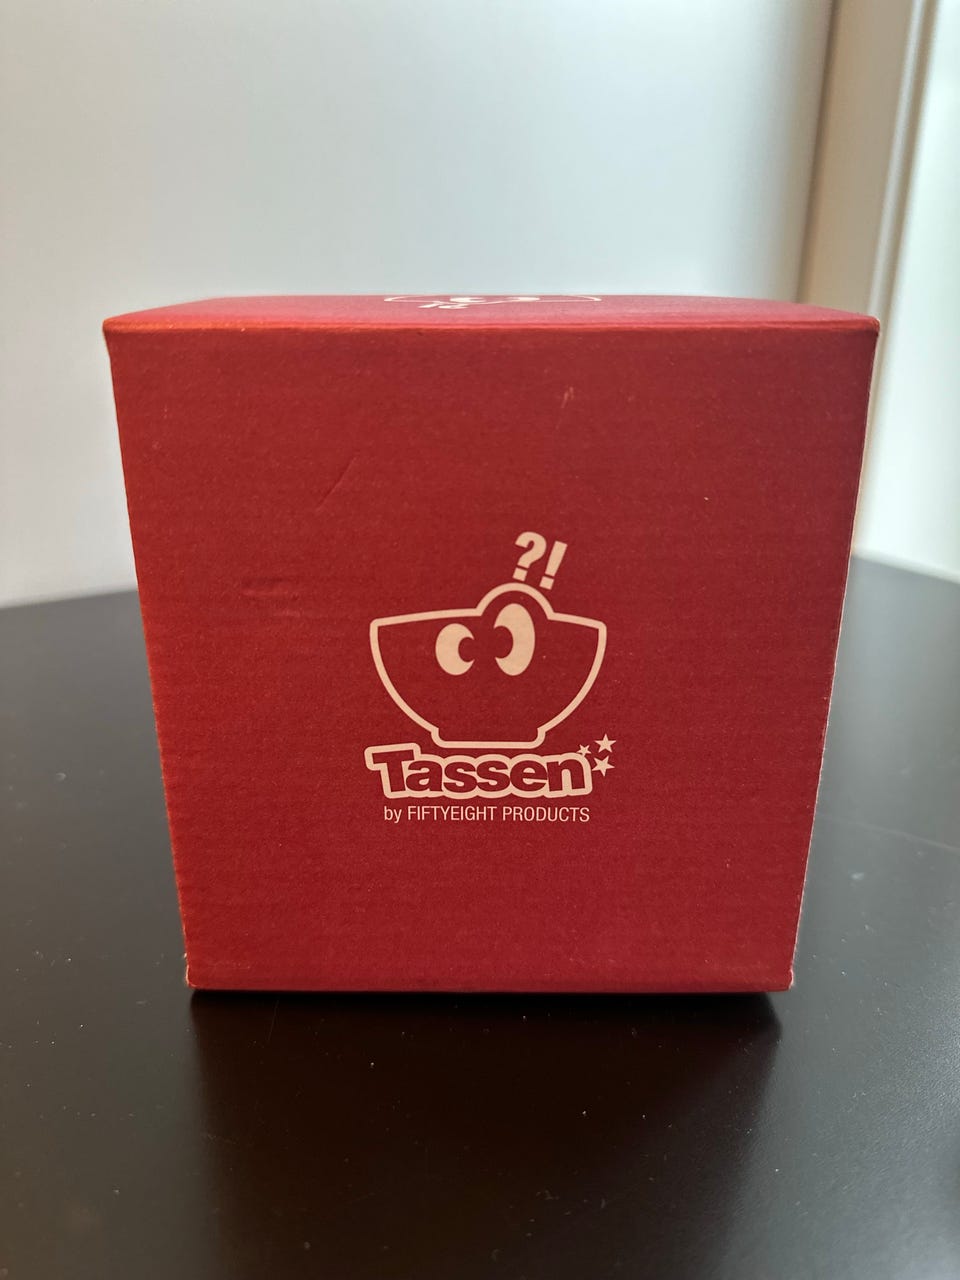 ?!
Tassen
by FIFTYEIGHT PRODUCTS